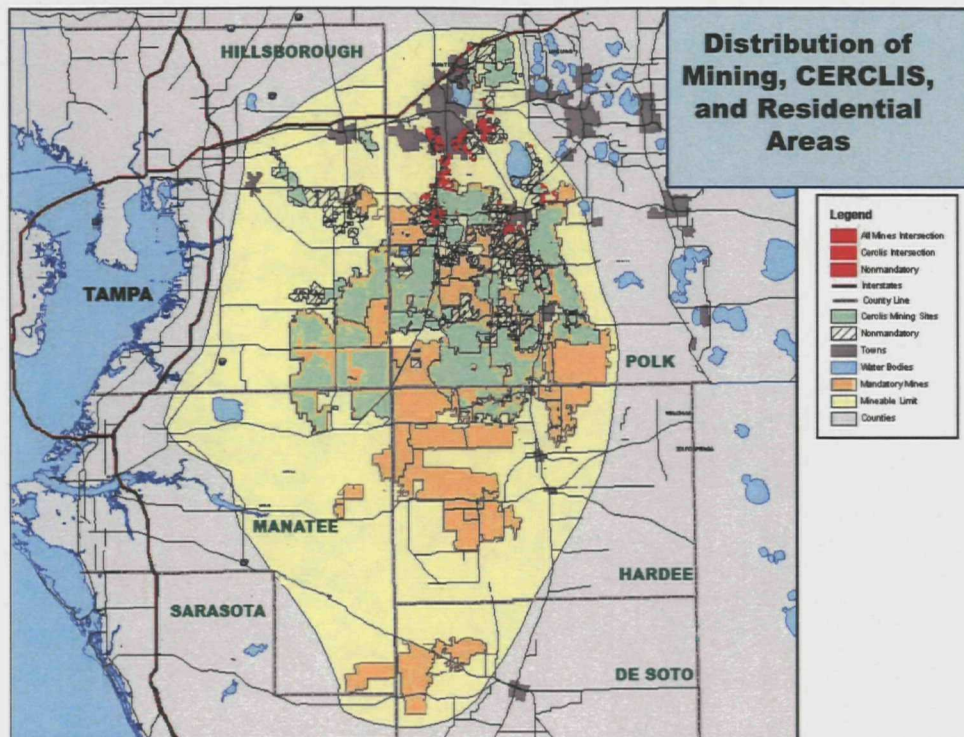 Distribution of
Mining, CERCLIS,
and Residential
Areas
HILLSBOROUGH
TAMPA
POLK
MANATEE
HARDEE
SARASOTA
DE SOTO
Legend
All Mines Intersection
Cerclis Intersection
Nonmandatory
Interstates
County Line
Cerclis Mining Sites
Nonmandatory
Towns
Water Bodies
Mandatory Mines
Mineable Limit
Counties